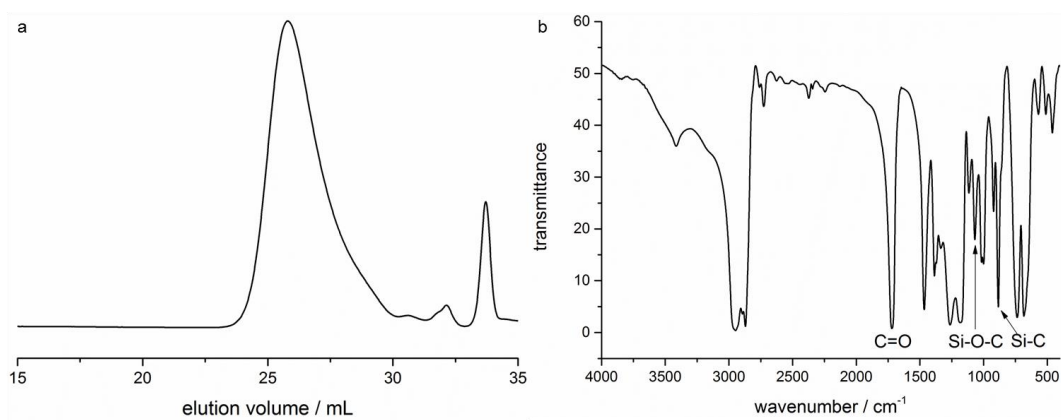 a
15 20 25 30 35
elution volume / mL
b
60
50
40
30
20
10
0
transmittance
C=O Si-O-C Si-C
4000 3500 3000 2500 2000 1500 1000 500
wavenumber / cm⁻¹